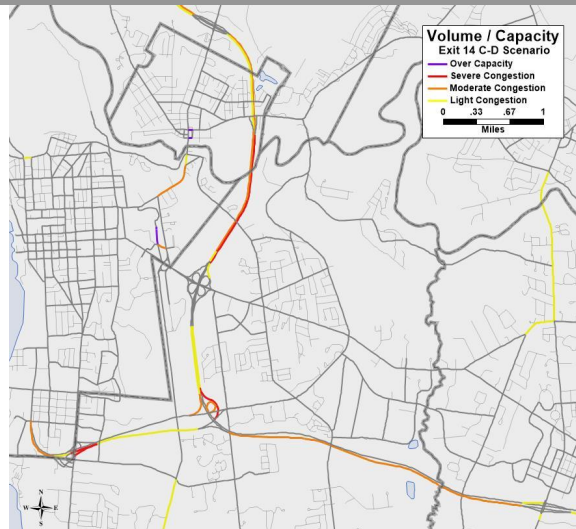 Volume / Capacity
Exit 14 C-D Scenario
Over Capacity
Severe Congestion
Moderate Congestion
Light Congestion
0 .33 .67 1
Miles
N
W E
S